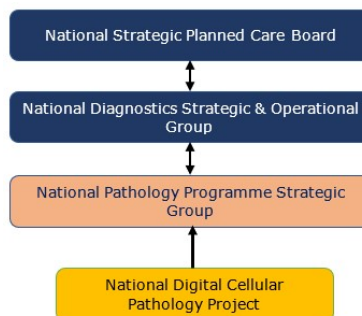 National Strategic Planned Care Board
National Diagnostics Strategic & Operational
Group
National Pathology Programme Strategic
Group
National Digital Cellular
Pathology Project